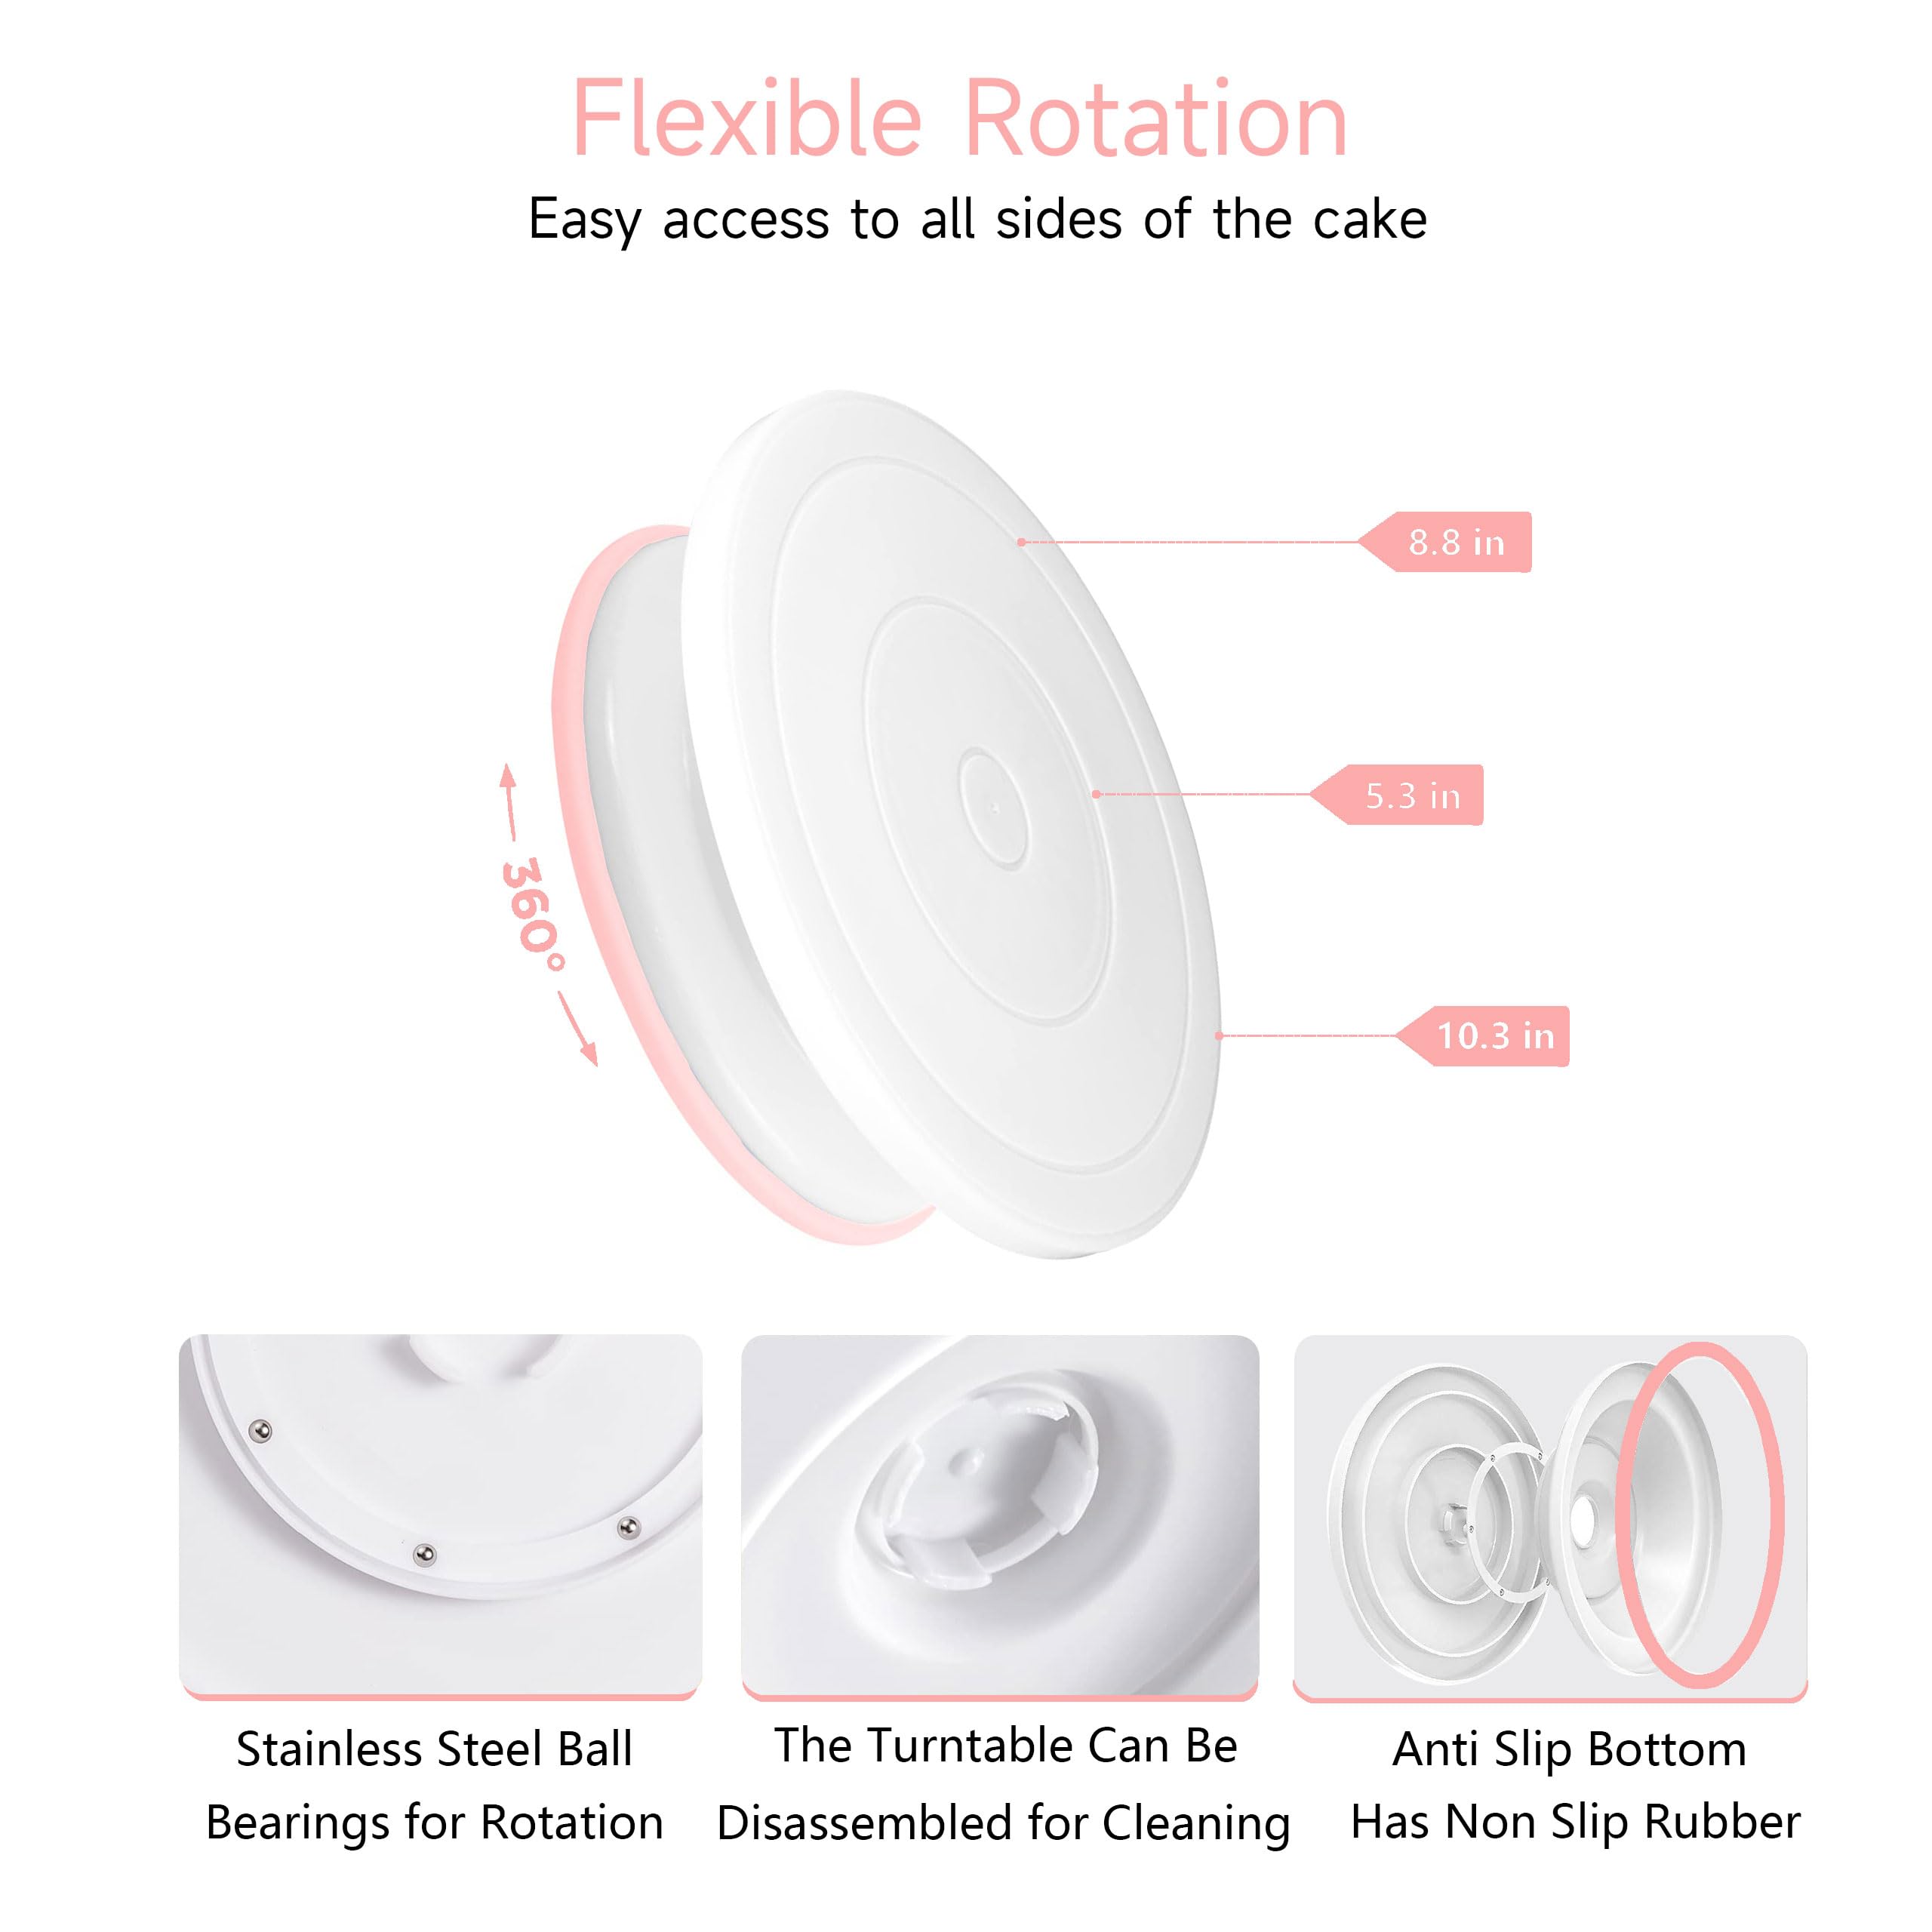 Flexible Rotation
Easy access to all sides of the cake
8.8 in
5.3 in
360°
10.3 in
Stainless Steel Ball
Bearings for Rotation
The Turntable Can Be
Disassembled for Cleaning
Anti Slip Bottom
Has Non Slip Rubber